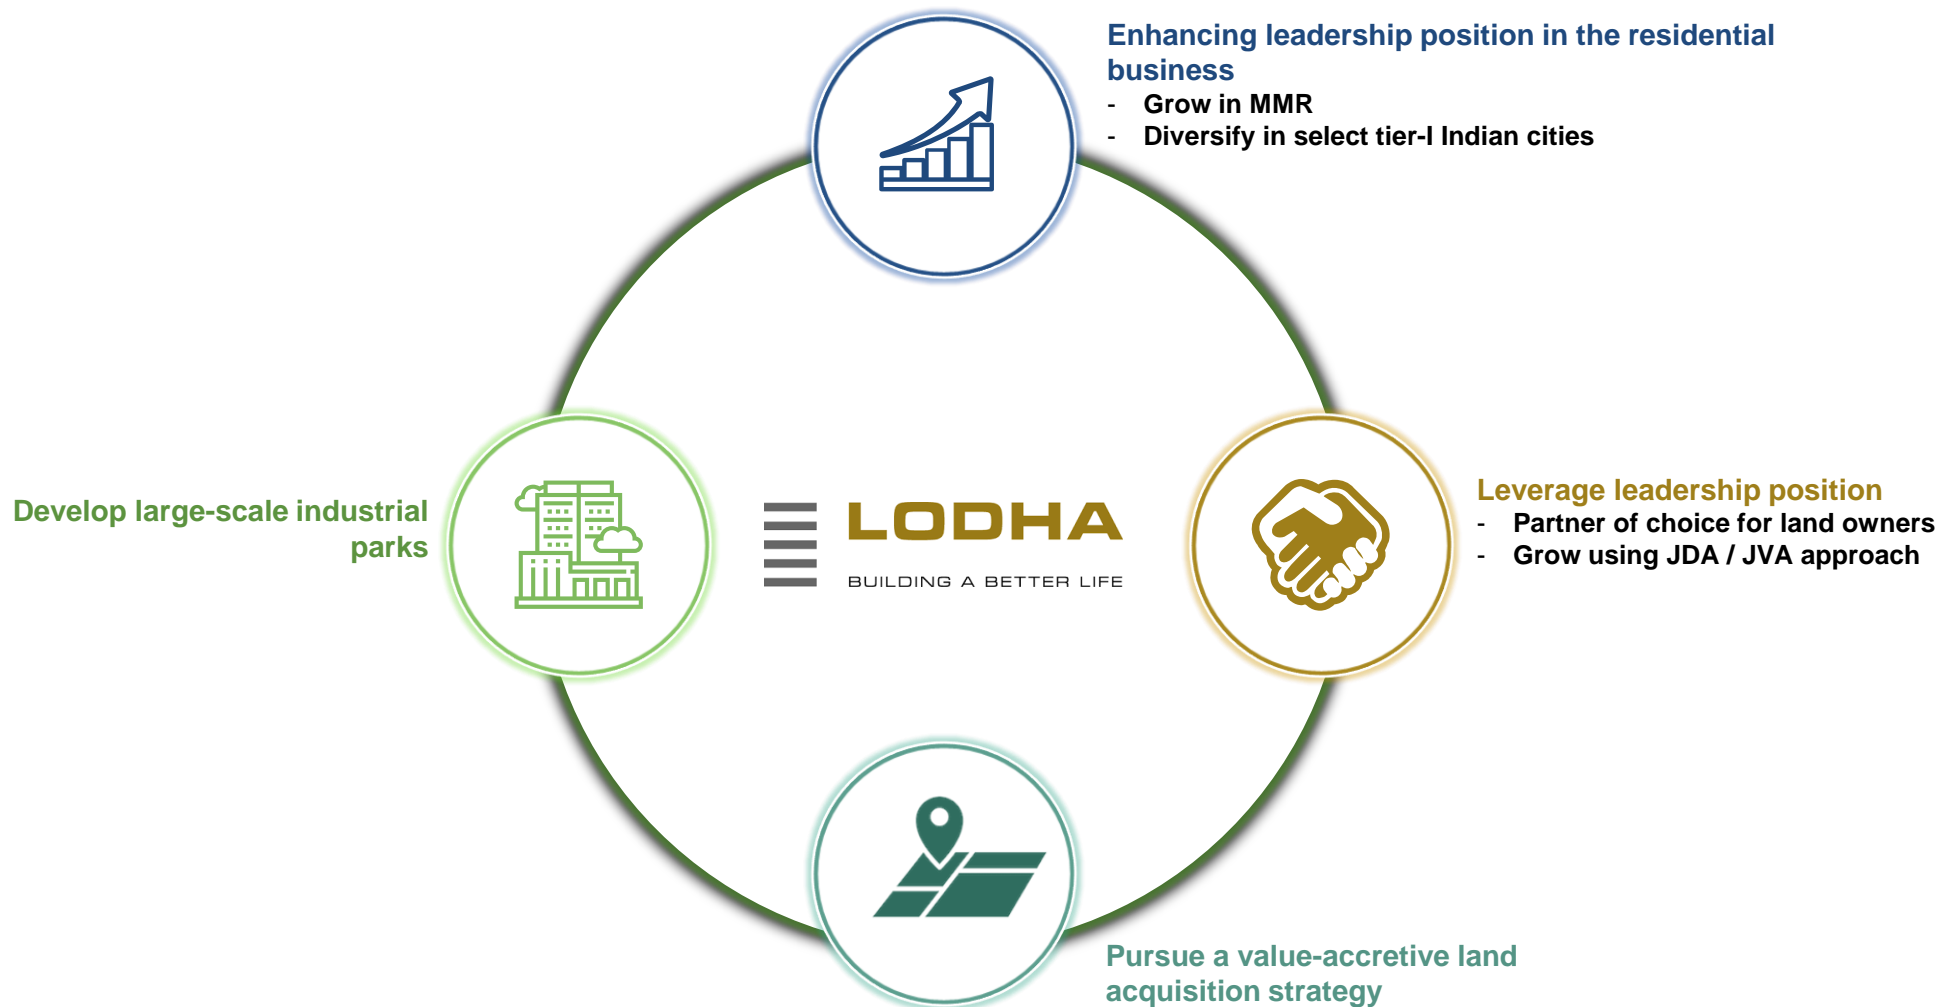 Enhancing leadership position in the residential
business
- Grow in MMR
- Diversify in select tier-I Indian cities
Develop large-scale industrial
parks
LODHA
BUILDING A BETTER LIFE
Leverage leadership position
- Partner of choice for land owners
- Grow using JDA / JVA approach
Pursue a value-accretive land
acquisition strategy